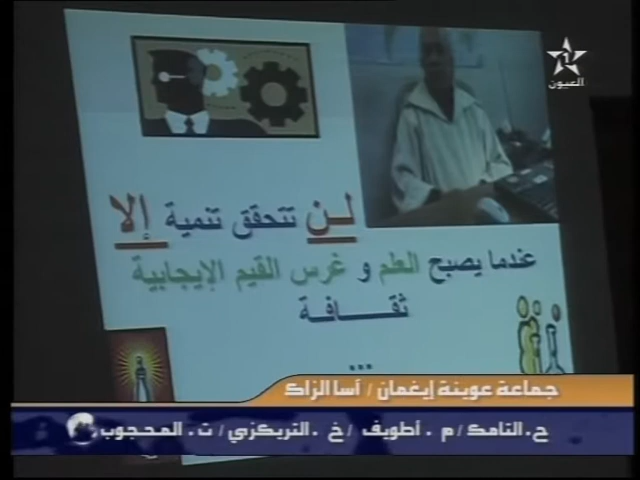 العيون
لن تتحقق تنمية إلا
عندما يصبح العلم و غرس القيم الإيجابية
ثقافة
...
جماعة عوينة إيغمان / أسا الزاك
ح. التامك / م. أطويف / خ. التريكزي / ت. المحجوب